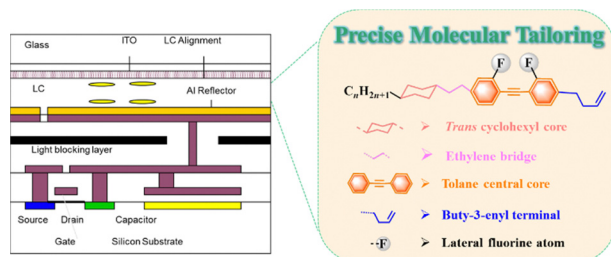 Glass
ITO
LC Alignment
LC
Al Reflector
Light blocking layer
Source
Drain
Capacitor
Gate
Silicon Substrate
Precise Molecular Tailoring
F
F
CnH2n+1
Trans cyclohexyl core
Ethylene bridge
Tolane central core
Buty-3-enyl terminal
F
Lateral fluorine atom